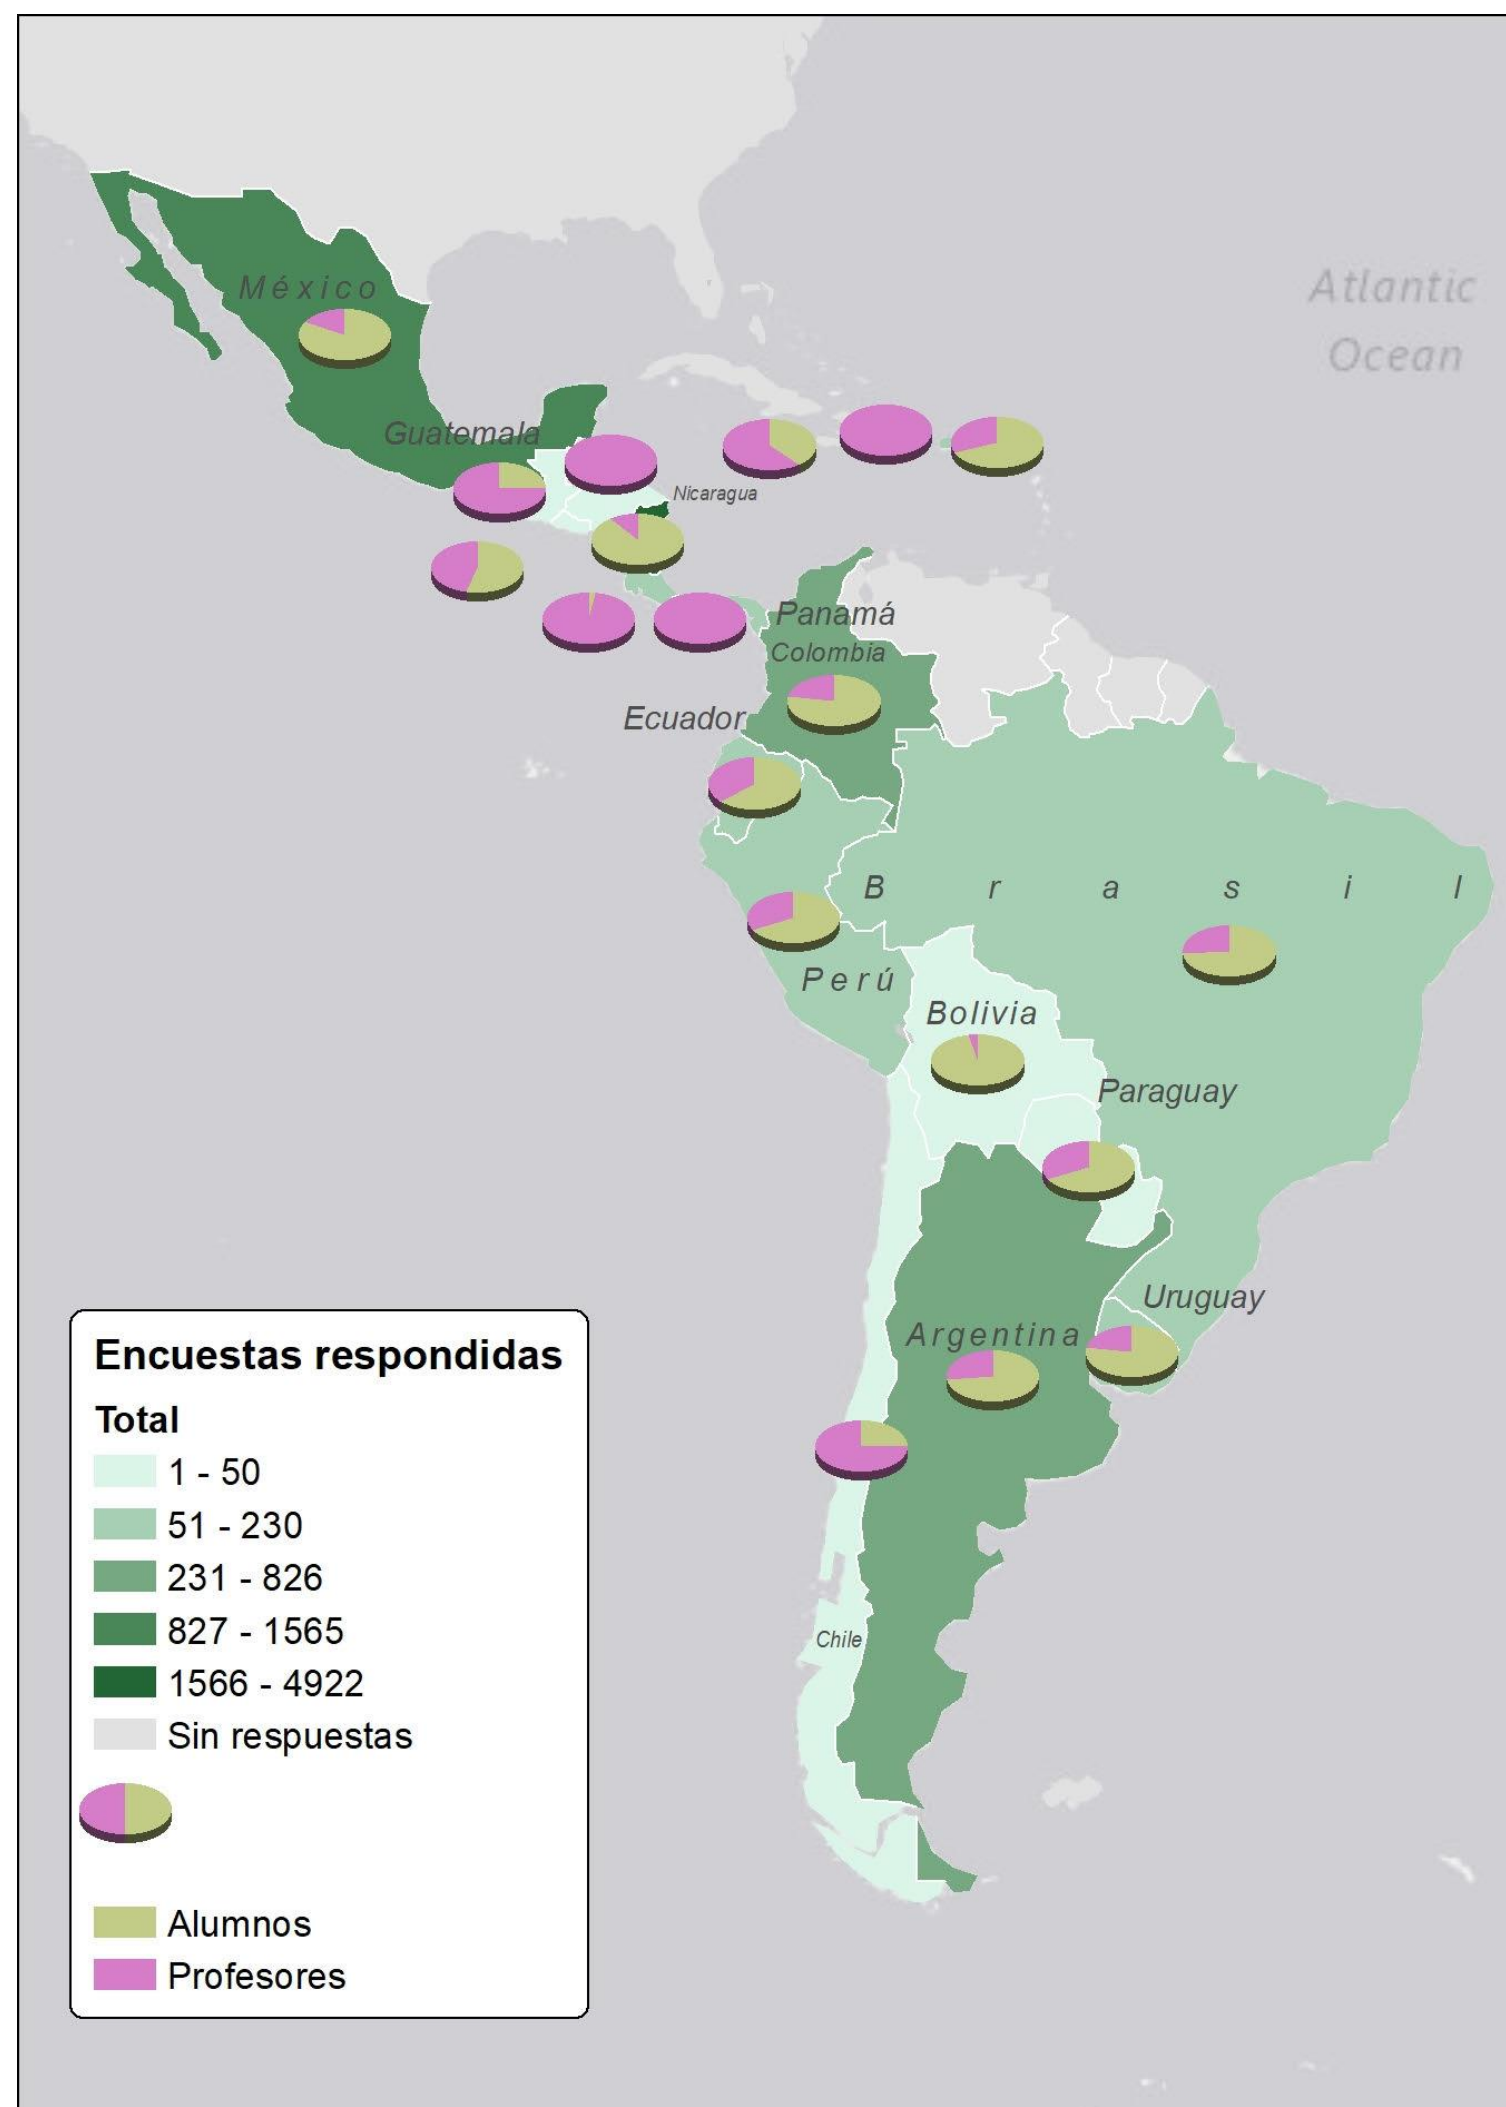 Atlantic
Ocean
México
Guatemala
Nicaragua
Panamá
Colombia
Ecuador
Brasil
Perú
Bolivia
Paraguay
Uruguay
Argentina
Chile
Encuestas respondidas
Total
1 - 50
51 - 230
231 - 826
827 - 1565
1566 - 4922
Sin respuestas
Alumnos
Profesores